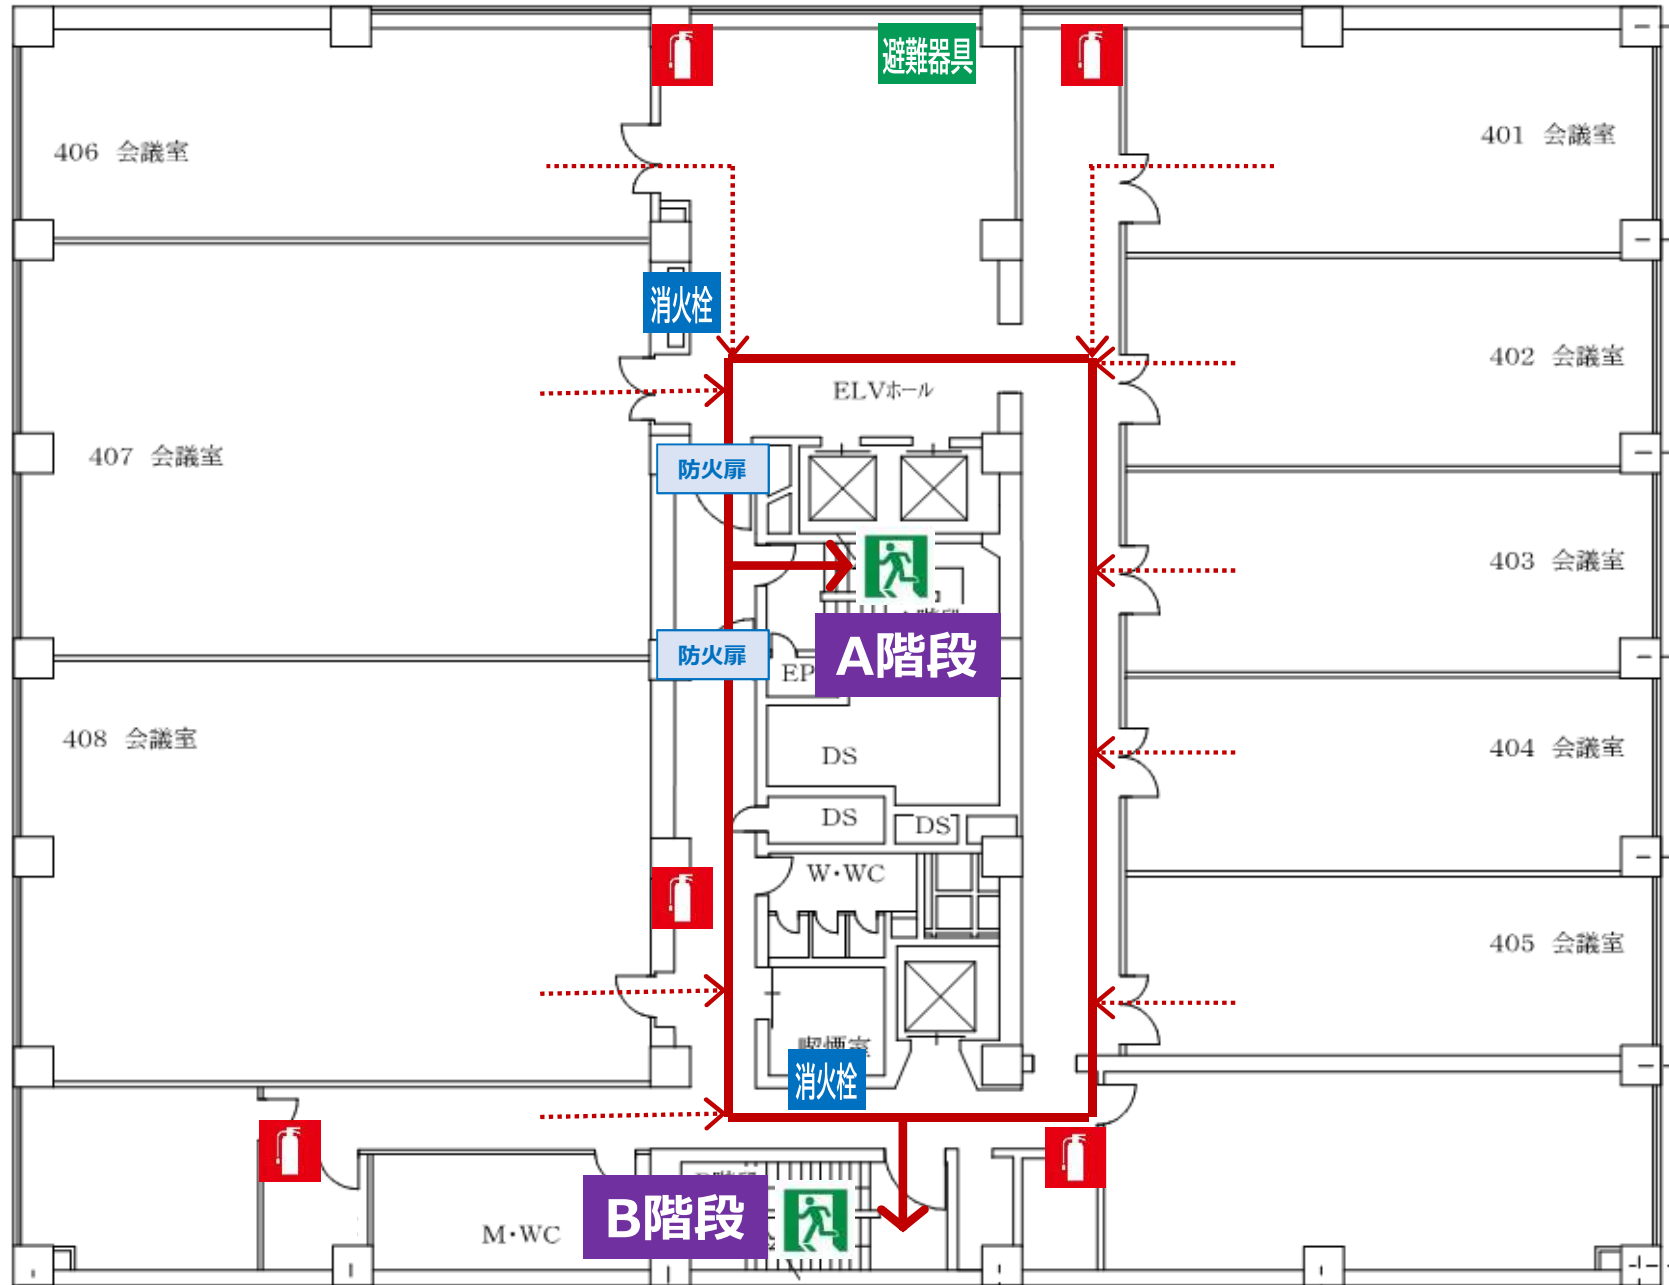 避難器具
406 会議室
401 会議室
消火栓
402 会議室
ELVホール
407 会議室
防火扉
403 会議室
A階段
防火扉
EP
408 会議室
404 会議室
DS
DS
DS
W・WC
405 会議室
喫煙室
消火栓
B階段
M・WC